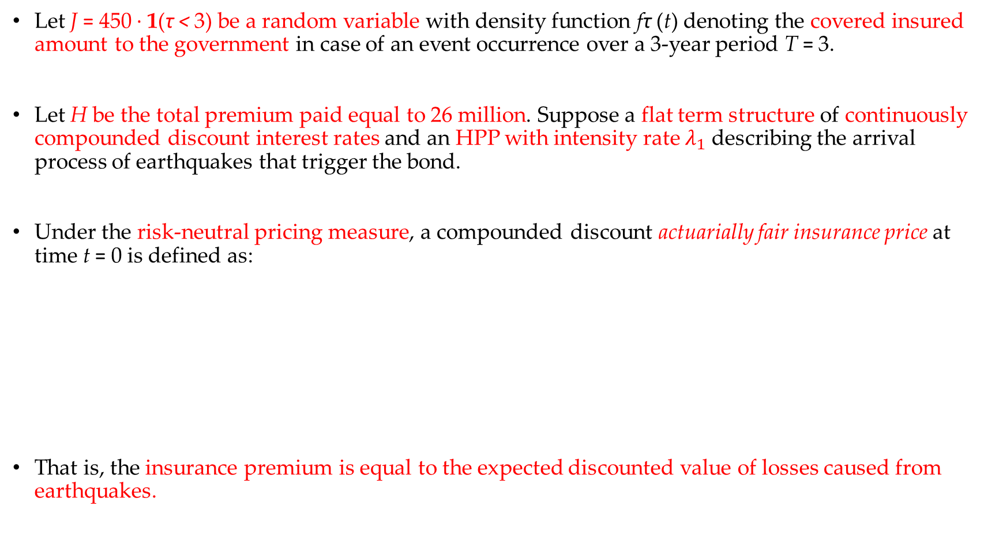 • Let J = 450 · 1(τ < 3) be a random variable with density function fτ (t) denoting the covered insured
amount to the government in case of an event occurrence over a 3-year period T = 3.
• Let H be the total premium paid equal to 26 million. Suppose a flat term structure of continuously
compounded discount interest rates and an HPP with intensity rate λ₁ describing the arrival
process of earthquakes that trigger the bond.
• Under the risk-neutral pricing measure, a compounded discount actuarially fair insurance price at
time t = 0 is defined as:
• That is, the insurance premium is equal to the expected discounted value of losses caused from
earthquakes.